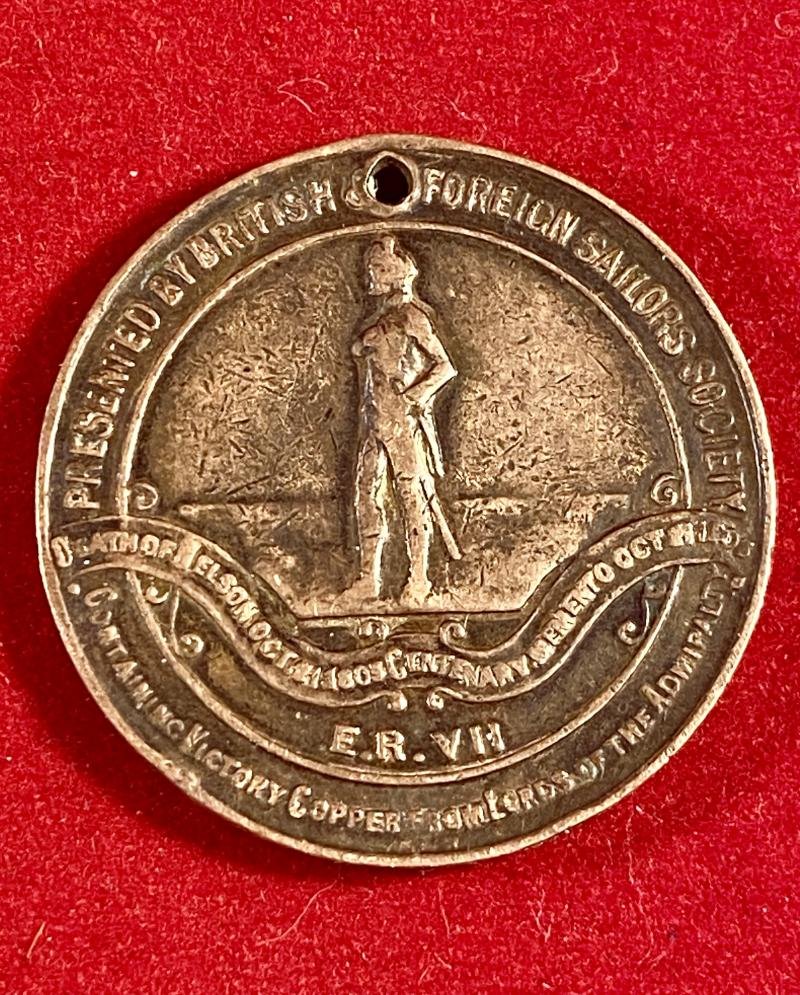 PRESENTED BY BRITISH & FOREIGN SAILORS SOCIETY
DEATH OF NELSON OCT. 21. 1805 CENTENARY MEMENTO OCT 21
E.R. VII
CONTAINING VICTORY COPPER FROM LORDS OF THE ADMIRALTY